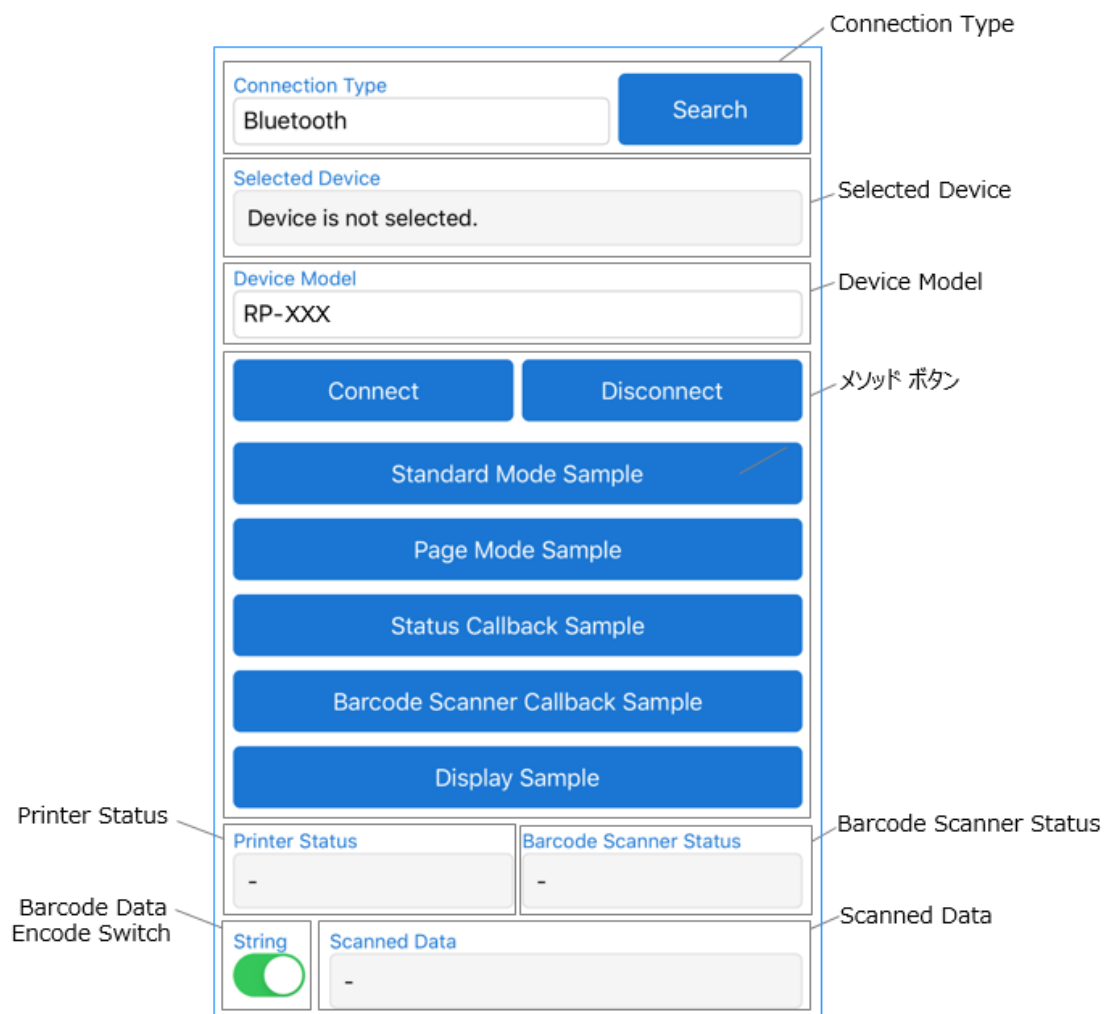 Connection Type
Connection Type
Bluetooth
Search
Selected Device
Device is not selected.
Selected Device
Device Model
RP-XXX
Device Model
Connect
Disconnect
メソッド ボタン
Standard Mode Sample
Page Mode Sample
Status Callback Sample
Barcode Scanner Callback Sample
Display Sample
Printer Status
Printer Status
-
Barcode Scanner Status
-
Barcode Scanner Status
Barcode Data
Encode Switch
String
Scanned Data
-
Scanned Data